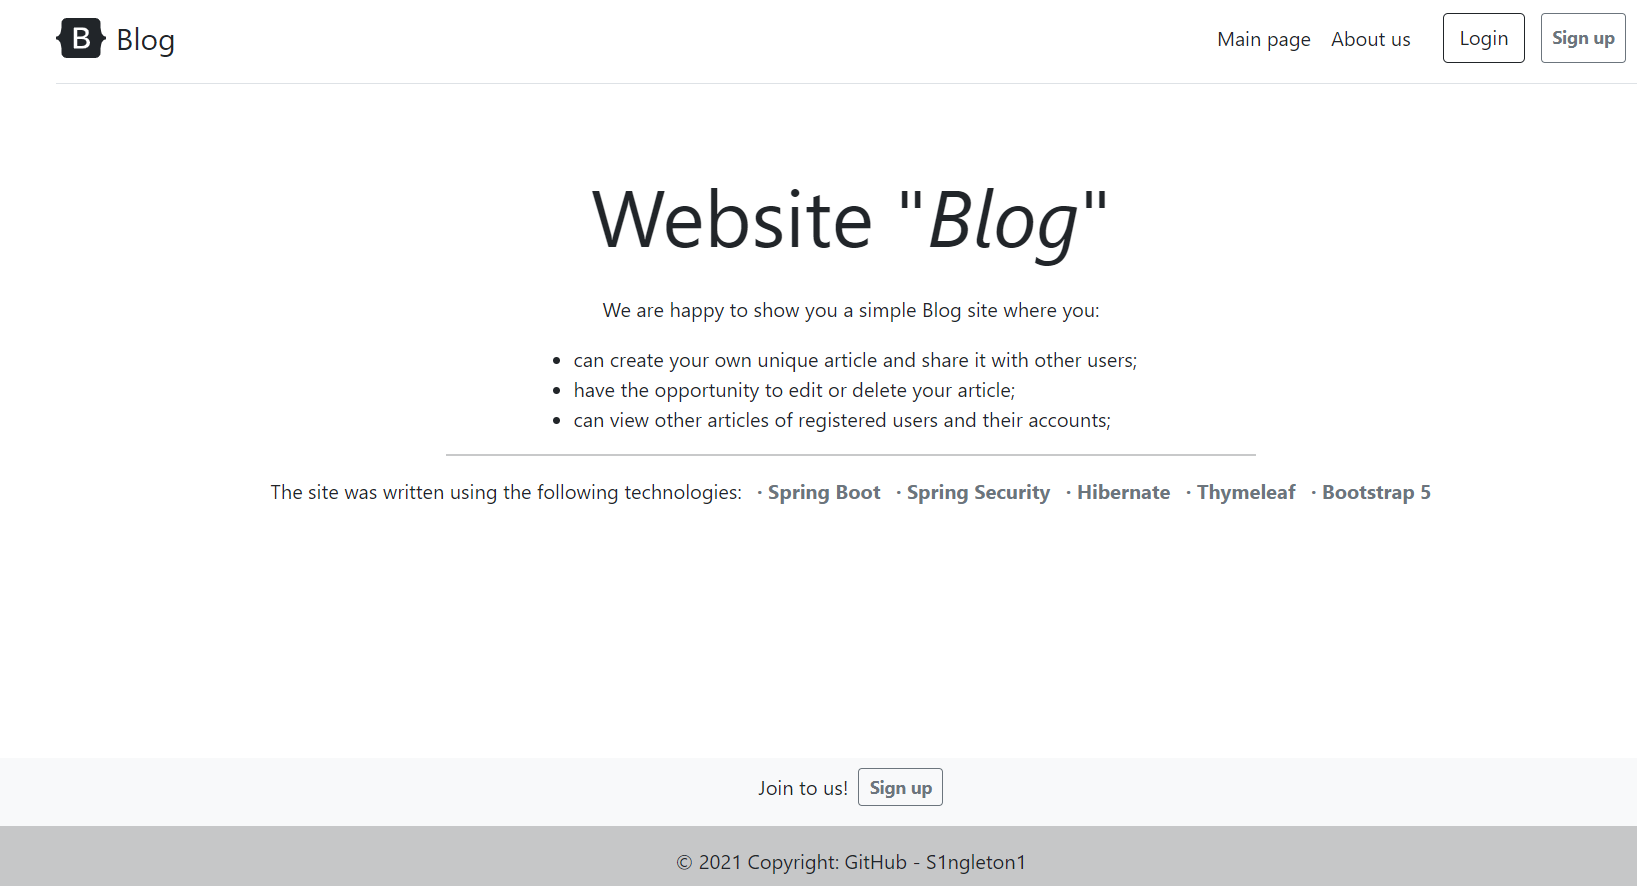 B Blog Main page About us Login Sign up
Website "Blog"
We are happy to show you a simple Blog site where you:
• can create your own unique article and share it with other users;
• have the opportunity to edit or delete your article;
• can view other articles of registered users and their accounts;
The site was written using the following technologies: · Spring Boot · Spring Security · Hibernate · Thymeleaf · Bootstrap 5
Join to us! Sign up
© 2021 Copyright: GitHub - S1ngleton1